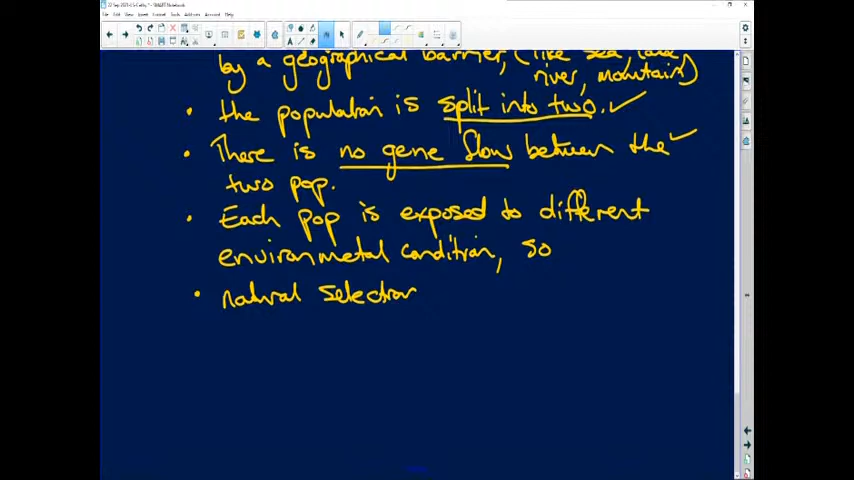 by a geographical barrier, (like sea, lake,
river, mountain)
• the population is split into two. ✓
• There is no gene flow between the ✓
two pop.
• Each pop is exposed to different
environmetal condition, so
• natural selection